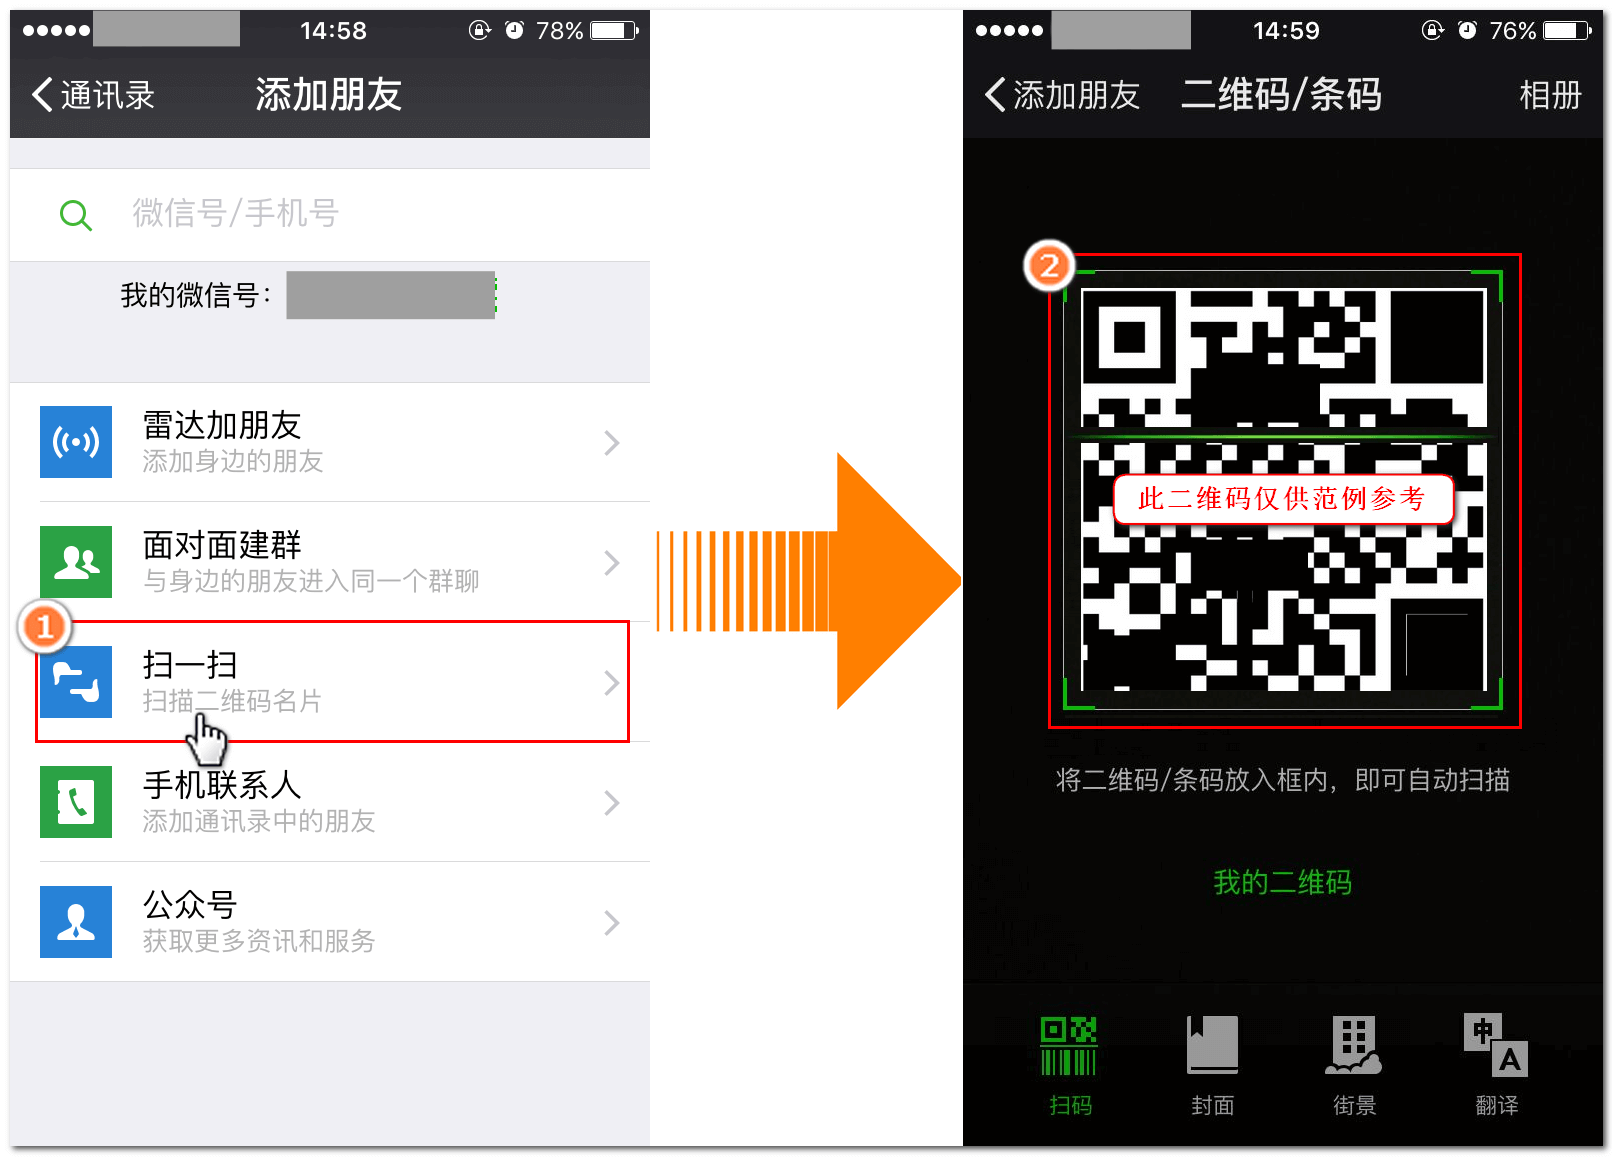 14:58
78%
通讯录
添加朋友
微信号/手机号
我的微信号：
雷达加朋友
添加身边的朋友
面对面建群
与身边的朋友进入同一个群聊
1
扫一扫
扫描二维码名片
手机联系人
添加通讯录中的朋友
公众号
获取更多资讯和服务
14:59
76%
添加朋友
二维码/条码
相册
2
此二维码仅供范例参考
将二维码/条码放入框内，即可自动扫描
我的二维码
中
A
扫码
封面
街景
翻译